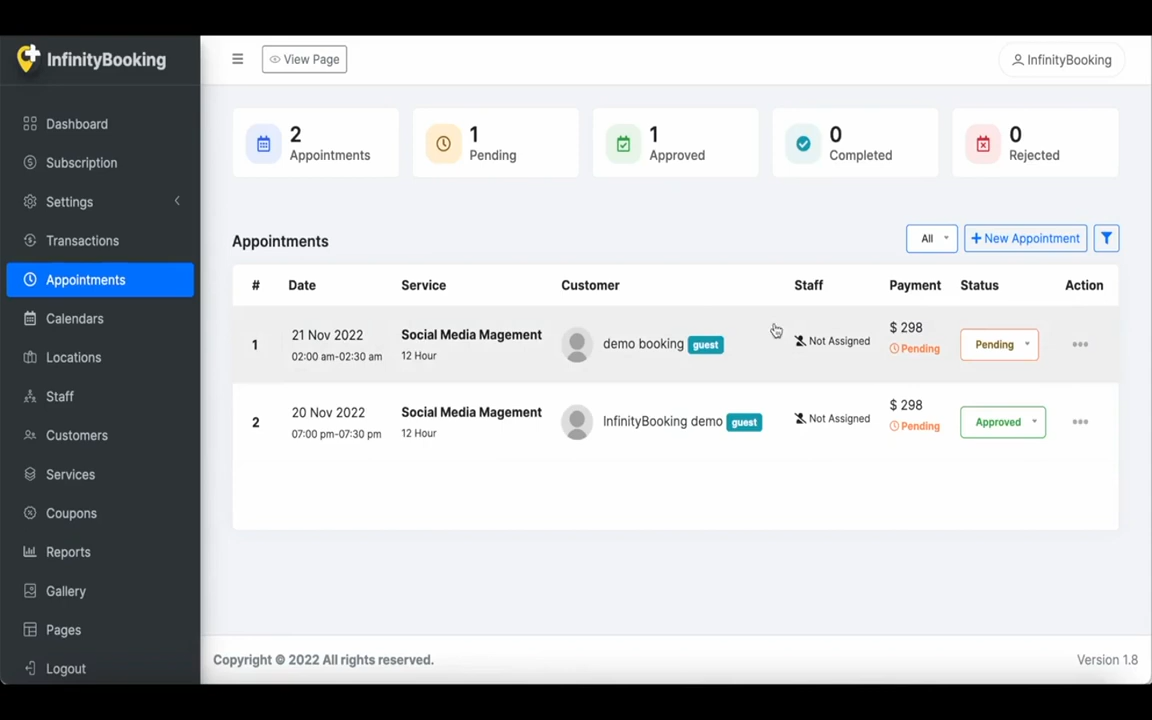 InfinityBooking
View Page
InfinityBooking
Dashboard
Subscription
Settings
Transactions
Appointments
Calendars
Locations
Staff
Customers
Services
Coupons
Reports
Gallery
Pages
Logout
2
Appointments
1
Pending
1
Approved
0
Completed
0
Rejected
Appointments
All
+ New Appointment
# Date Service Customer Staff Payment Status Action
1
21 Nov 2022
02:00 am-02:30 am
Social Media Magement
12 Hour
demo booking guest
Not Assigned
$ 298
Pending
Pending
2
20 Nov 2022
07:00 pm-07:30 pm
Social Media Magement
12 Hour
InfinityBooking demo guest
Not Assigned
$ 298
Pending
Approved
Copyright © 2022 All rights reserved.
Version 1.8